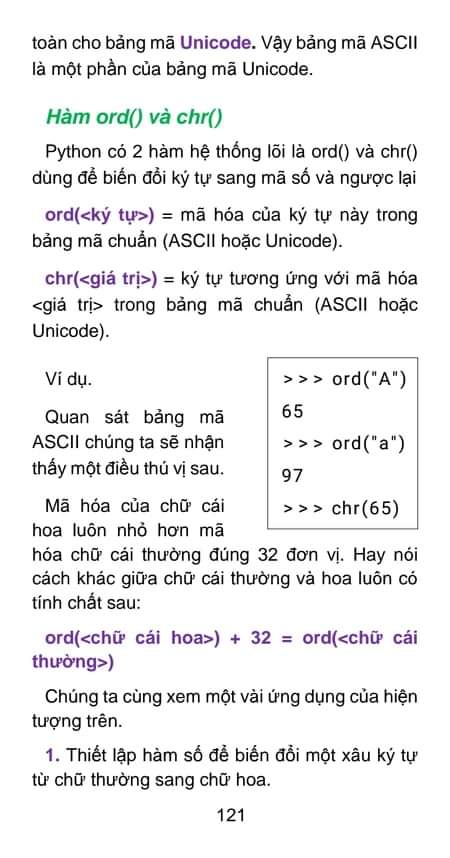 toàn cho bảng mã Unicode. Vậy bảng mã ASCII
là một phần của bảng mã Unicode.
Hàm ord() và chr()
Python có 2 hàm hệ thống lõi là ord() và chr()
dùng để biến đổi ký tự sang mã số và ngược lại
ord(<ký tự>) = mã hóa của ký tự này trong
bảng mã chuẩn (ASCII hoặc Unicode).
chr(<giá trị>) = ký tự tương ứng với mã hóa
<giá trị> trong bảng mã chuẩn (ASCII hoặc
Unicode).
Ví dụ.
Quan sát bảng mã
ASCII chúng ta sẽ nhận
thấy một điều thú vị sau.
>>> ord("A")
65
>>> ord("a")
97
>>> chr(65)
Mã hóa của chữ cái
hoa luôn nhỏ hơn mã
hóa chữ cái thường đúng 32 đơn vị. Hay nói
cách khác giữa chữ cái thường và hoa luôn có
tính chất sau:
ord(<chữ cái hoa>) + 32 = ord(<chữ cái
thường>)
Chúng ta cùng xem một vài ứng dụng của hiện
tượng trên.
1. Thiết lập hàm số để biến đổi một xâu ký tự
từ chữ thường sang chữ hoa.
121